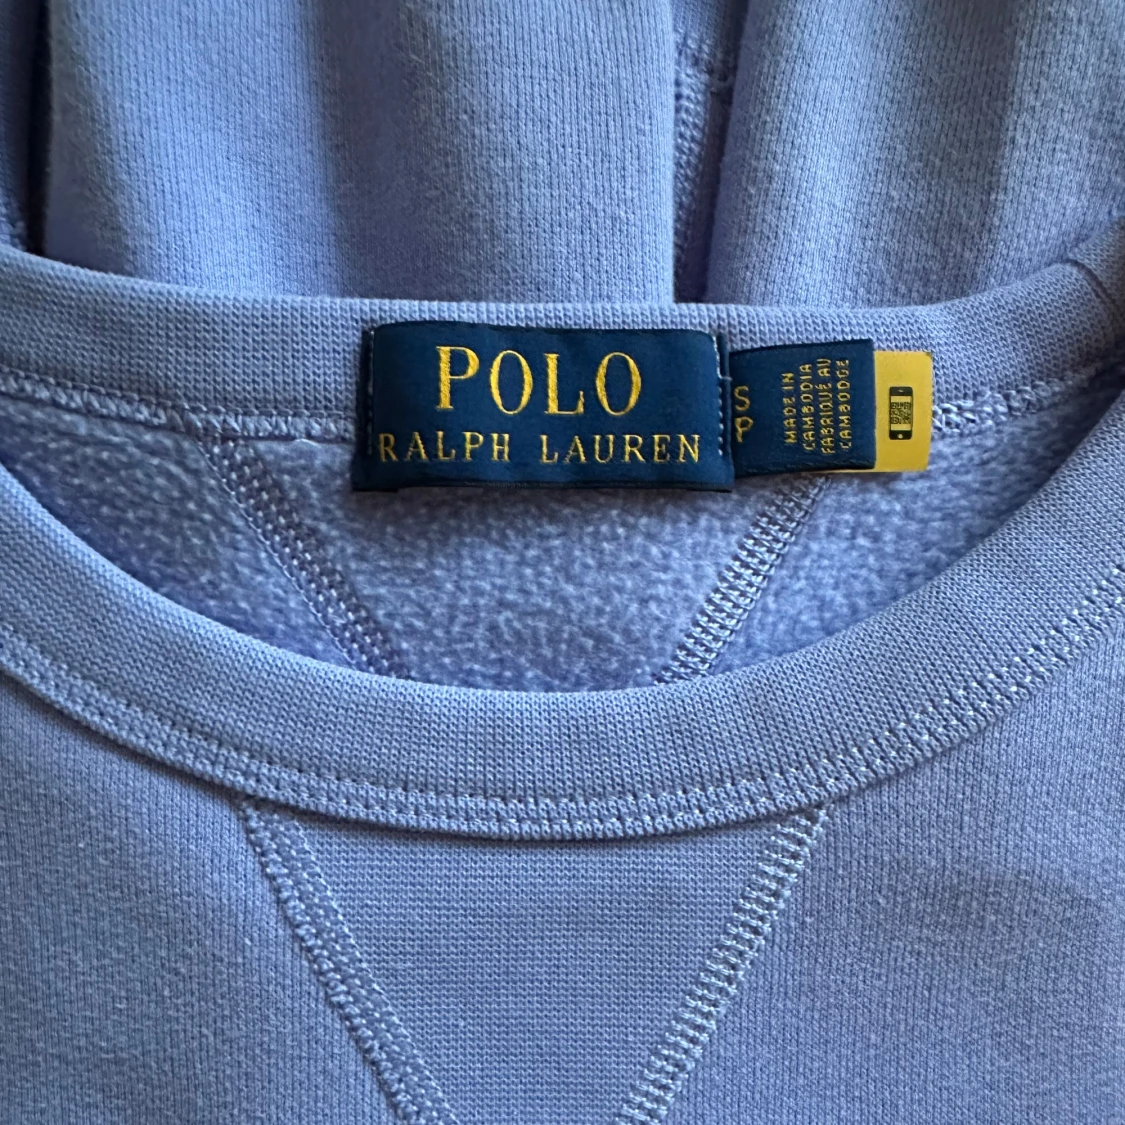 POLO
RALPH LAUREN
S
P
MADE IN
CAMBODIA
FABRIQUÉ AU
CAMBODGE